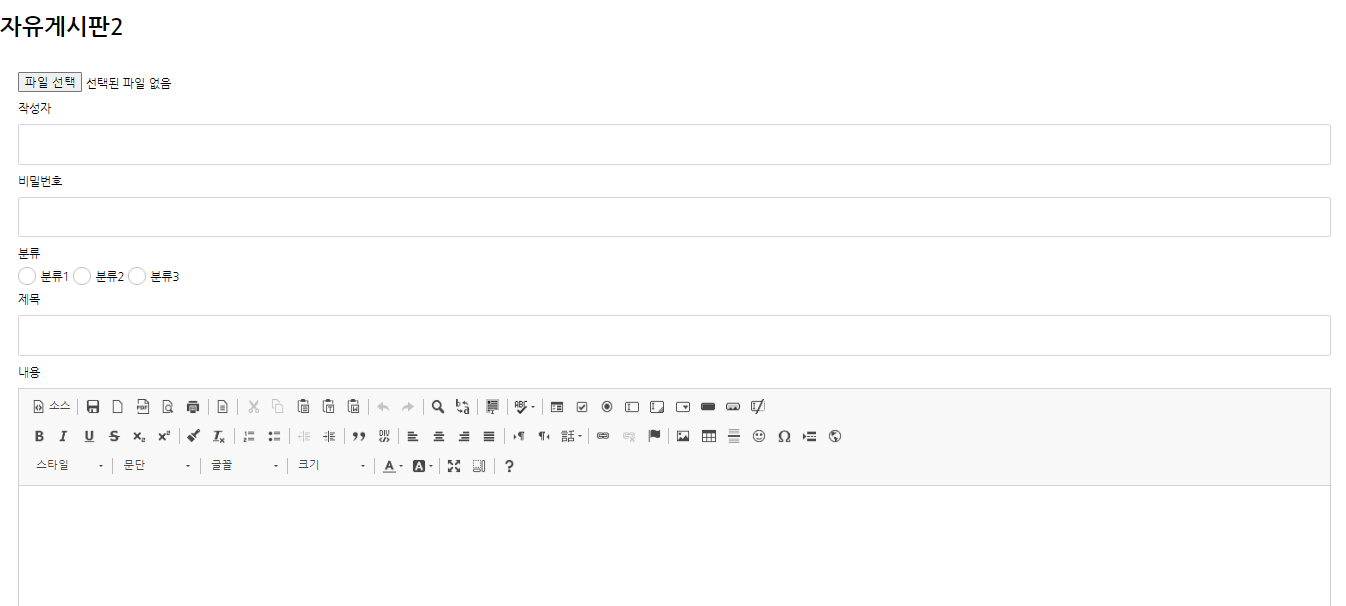 자유게시판2
파일 선택 선택된 파일 없음
작성자
비밀번호
분류
분류1 분류2 분류3
제목
내용
소스
스타일 문단 글꼴 크기